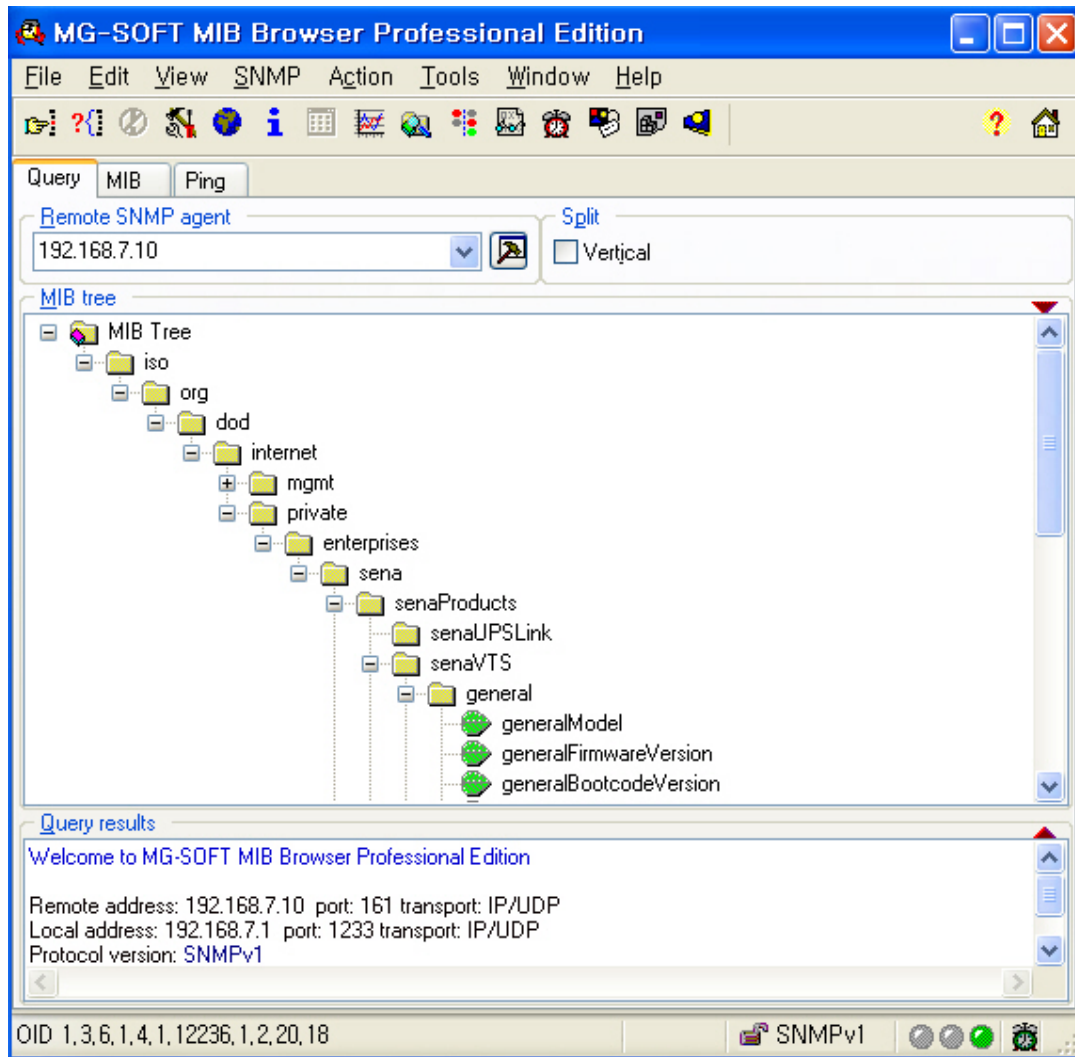 MG-SOFT MIB Browser Professional Edition
File Edit View SNMP Action Tools Window Help
Query MIB Ping
Remote SNMP agent
Split
192.168.7.10
Vertical
MIB tree
MIB Tree
iso
org
dod
internet
mgmt
private
enterprises
sena
senaProducts
senaUPSLink
senaVTS
general
generalModel
generalFirmwareVersion
generalBootcodeVersion
Query results
Welcome to MG-SOFT MIB Browser Professional Edition
Remote address: 192.168.7.10 port: 161 transport: IP/UDP
Local address: 192.168.7.1 port: 1233 transport: IP/UDP
Protocol version: SNMPv1
OID 1,3,6,1,4,1,12236,1,2,20,18 SNMPv1